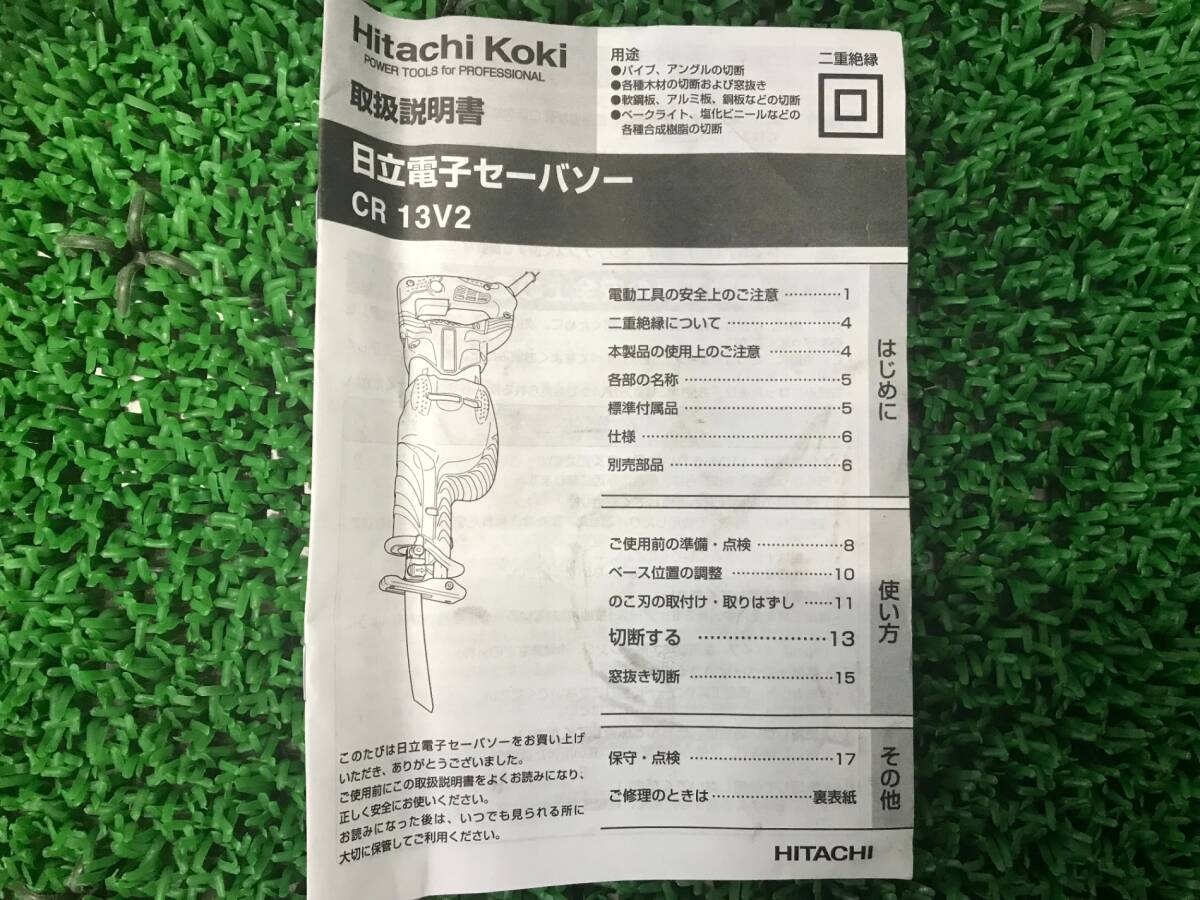 Hitachi Koki
POWER TOOLS for PROFESSIONAL
取扱説明書
用途
●パイプ、アングルの切断
●各種木材の切断および窓抜き
●軟鋼板、アルミ板、銅板などの切断
●ベークライト、塩化ビニールなどの
各種合成樹脂の切断
二重絶縁
日立電子セーバソー
CR 13V2
はじめに
電動工具の安全上のご注意 …………1
二重絶縁について …………………4
本製品の使用上のご注意 ……………4
各部の名称 …………………………5
標準付属品 …………………………5
仕様 …………………………………6
別売部品 ……………………………6
使い方
ご使用前の準備・点検 ………………8
ベース位置の調整 …………………10
のこ刃の取付け・取りはずし ……11
切断する …………………13
窓抜き切断 …………………………15
その他
保守・点検 …………………………17
ご修理のときは …………………裏表紙
このたびは日立電子セーバソーをお買い上げ
いただき、ありがとうございました。
ご使用前にこの取扱説明書をよくお読みになり、
正しく安全にお使いください。
お読みになった後は、いつでも見られる所に
大切に保管してご利用ください。
HITACHI